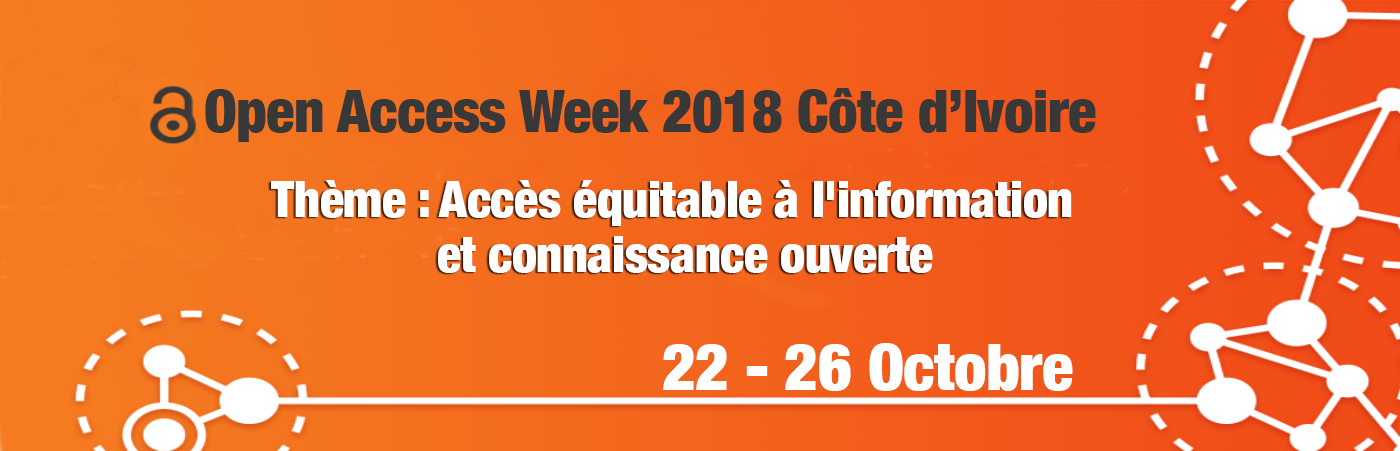 Open Access Week 2018 Côte d’Ivoire
Thème : Accès équitable à l'information
et connaissance ouverte
22 - 26 Octobre